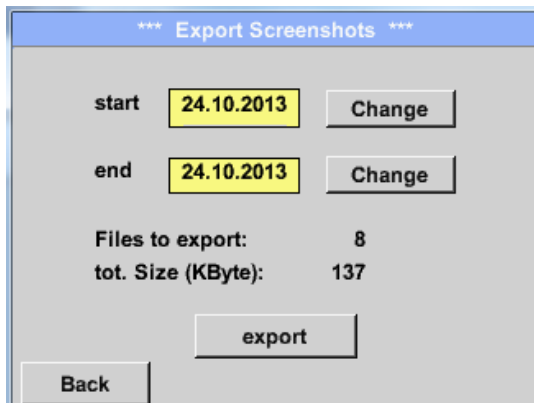 *** Export Screenshots ***
start 24.10.2013 Change
end 24.10.2013 Change
Files to export: 8
tot. Size (KByte): 137
export
Back